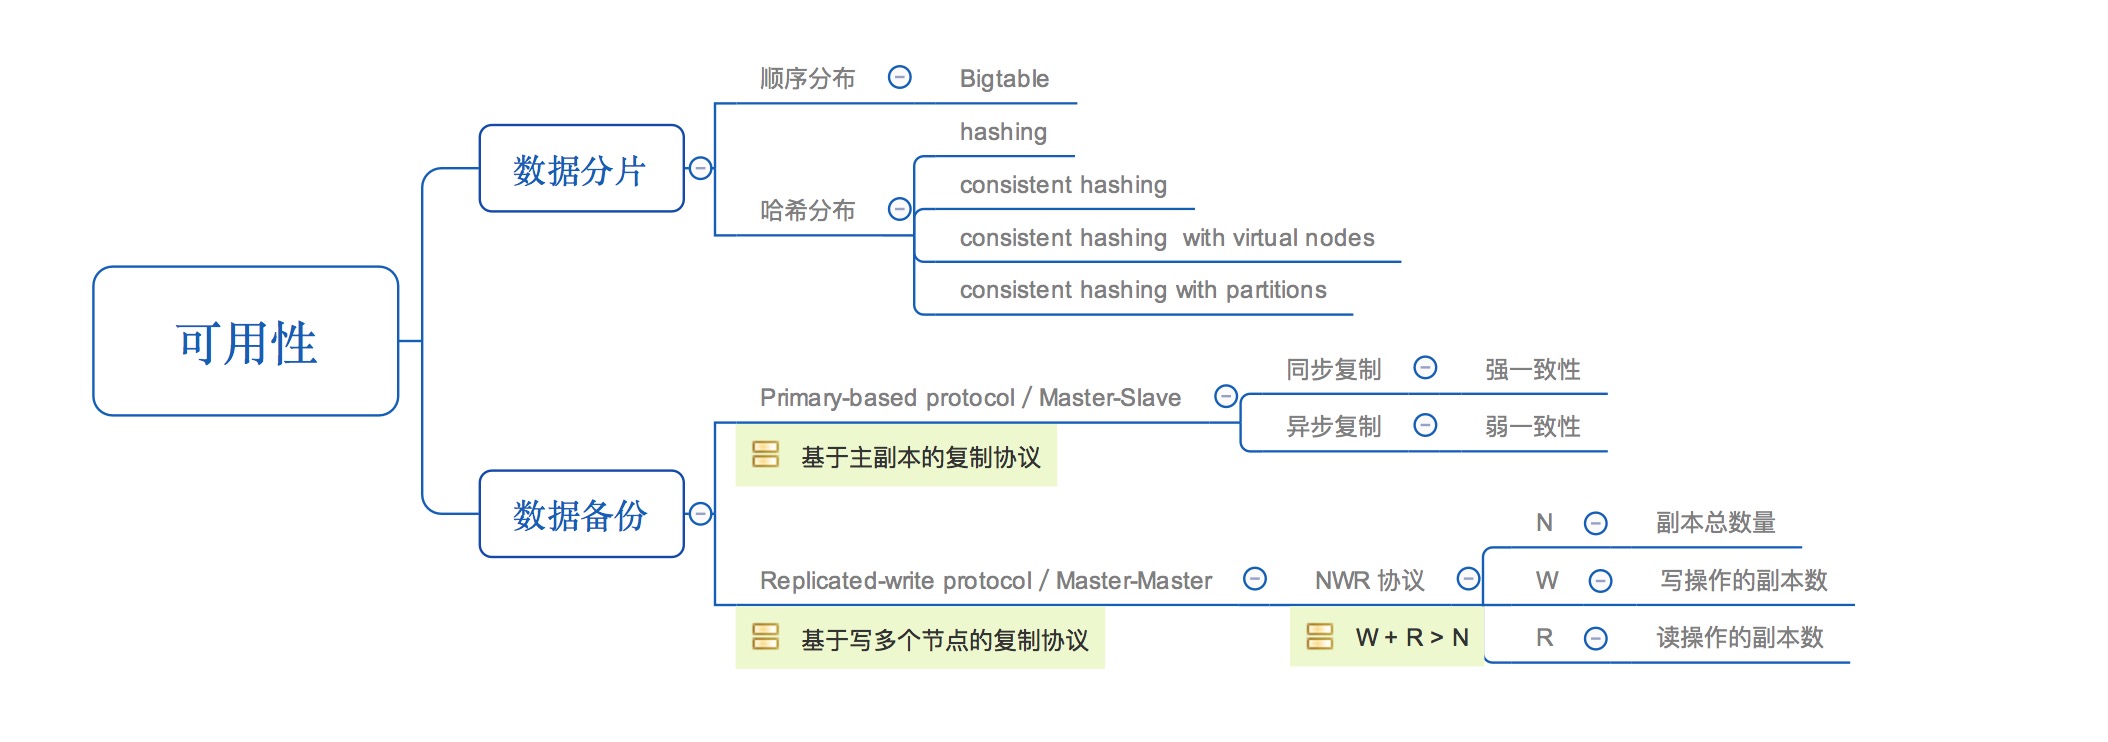 可用性
数据分片
顺序分布
Bigtable
哈希分布
hashing
consistent hashing
consistent hashing  with virtual nodes
consistent hashing with partitions
数据备份
Primary-based protocol / Master-Slave
基于主副本的复制协议
同步复制
强一致性
异步复制
弱一致性
Replicated-write protocol / Master-Master
基于写多个节点的复制协议
NWR 协议
W + R > N
N
副本总数量
W
写操作的副本数
R
读操作的副本数